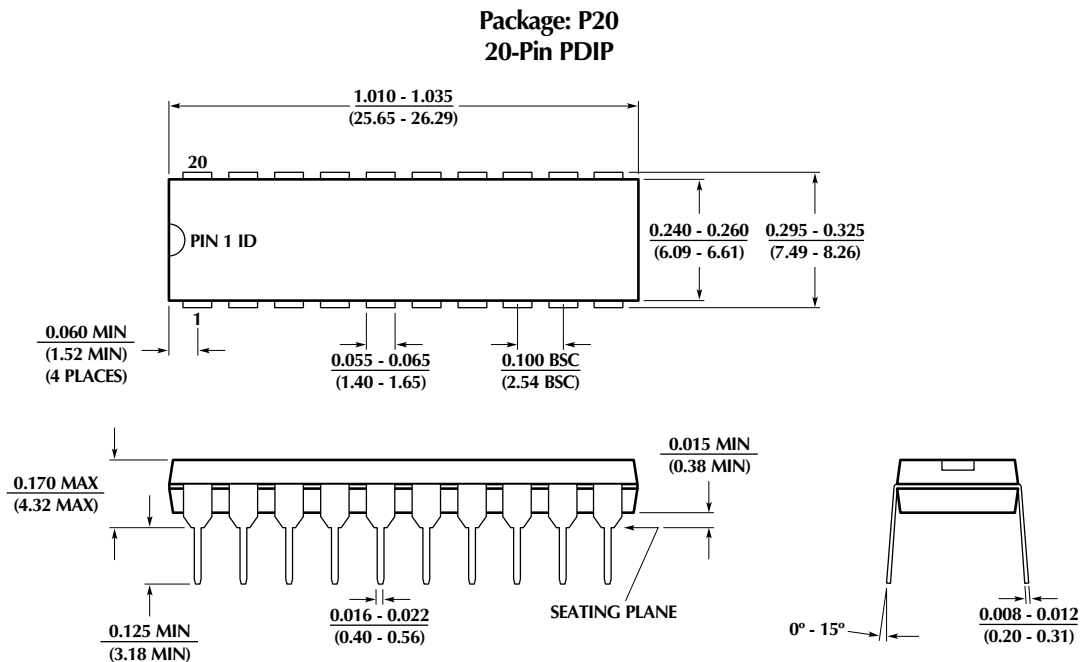 Package: P20
20-Pin PDIP
1.010 - 1.035
(25.65 - 26.29)
20
PIN 1 ID
0.240 - 0.260
(6.09 - 6.61)
0.295 - 0.325
(7.49 - 8.26)
1
0.060 MIN
(1.52 MIN)
(4 PLACES)
0.055 - 0.065
(1.40 - 1.65)
0.100 BSC
(2.54 BSC)
0.015 MIN
(0.38 MIN)
0.170 MAX
(4.32 MAX)
0.016 - 0.022
(0.40 - 0.56)
SEATING PLANE
0.125 MIN
(3.18 MIN)
0º - 15º
0.008 - 0.012
(0.20 - 0.31)